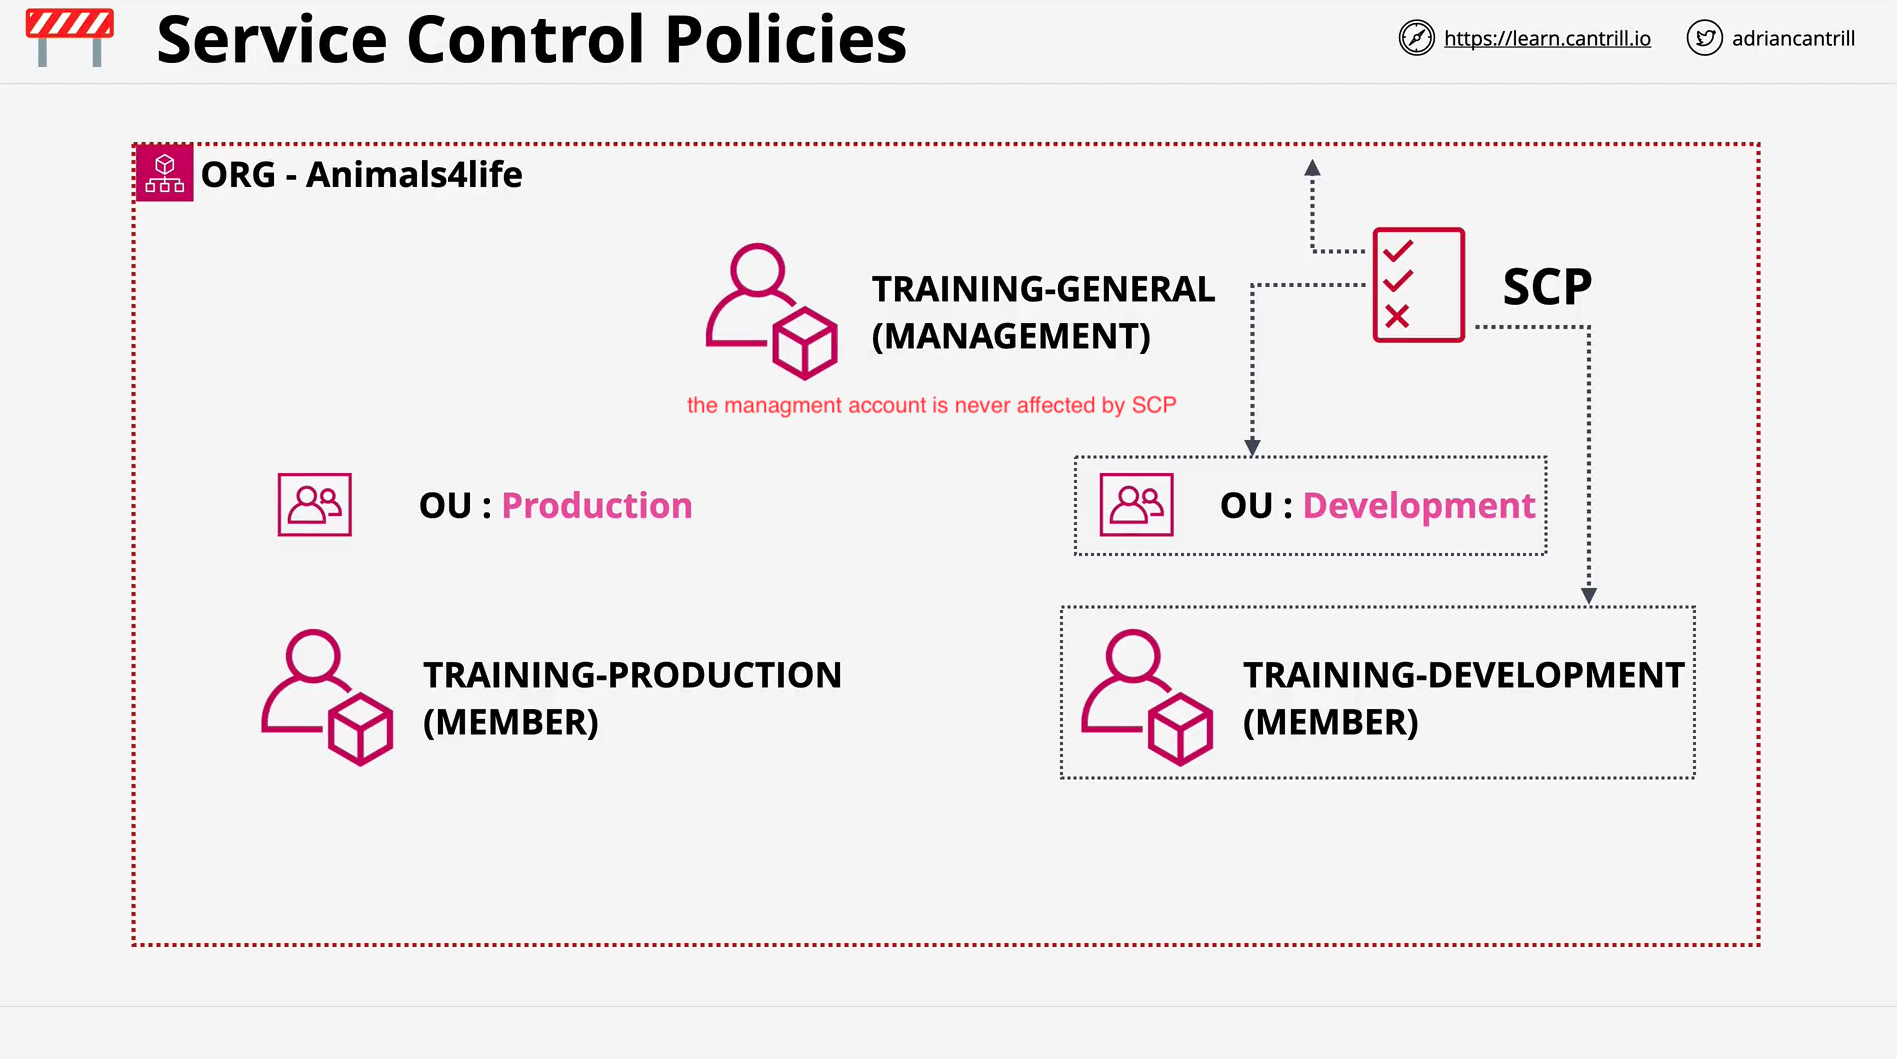 Service Control Policies
https://learn.cantrill.io
adriancantrill
ORG - Animals4life
TRAINING-GENERAL
(MANAGEMENT)
SCP
the managment account is never affected by SCP
OU : Production
OU : Development
TRAINING-PRODUCTION
(MEMBER)
TRAINING-DEVELOPMENT
(MEMBER)